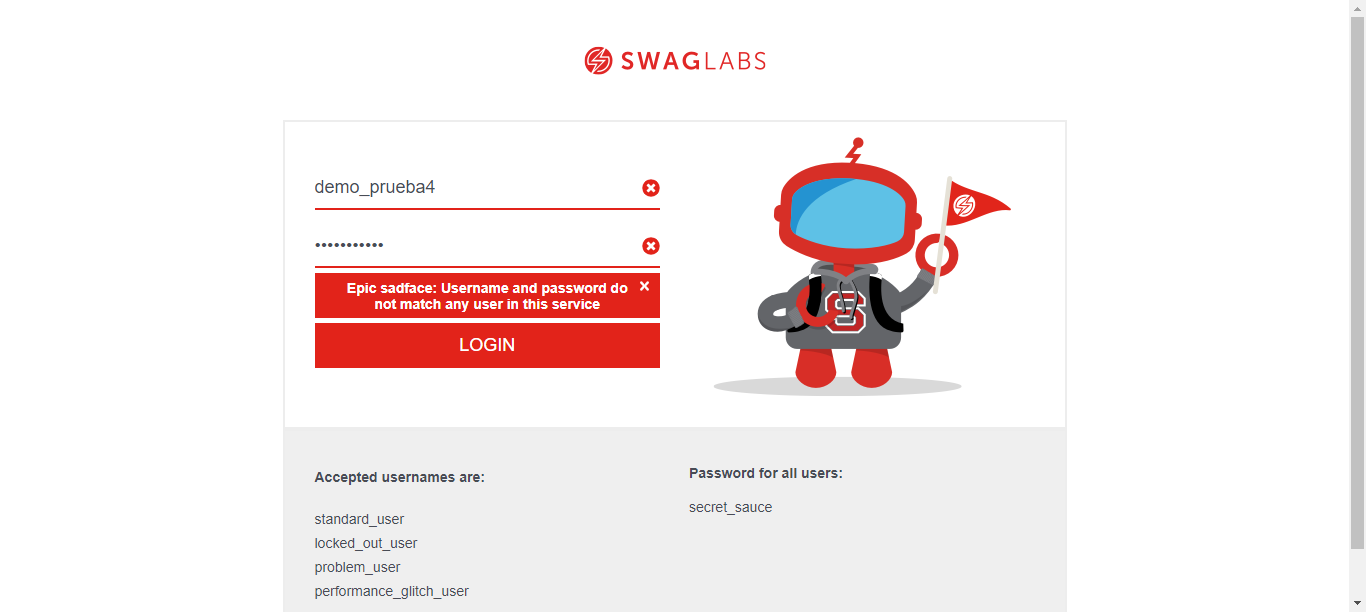 SWAGLABS
demo_prueba4
•••••••••••
Epic sadface: Username and password do
not match any user in this service
LOGIN
Accepted usernames are:
standard_user
locked_out_user
problem_user
performance_glitch_user
Password for all users:
secret_sauce
S